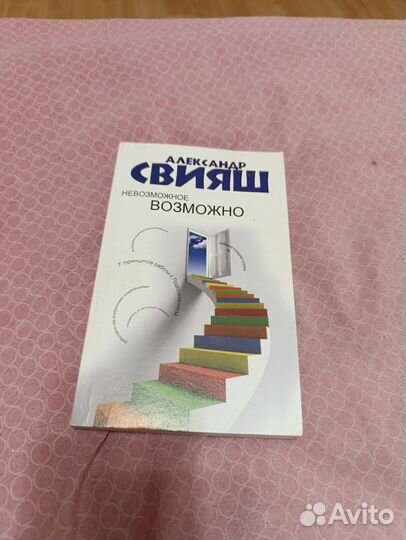 АЛЕКСАНДР
СВИЯШ
НЕВОЗМОЖНОЕ
ВОЗМОЖНО
7 принципов работы с Подсознанием
Avito